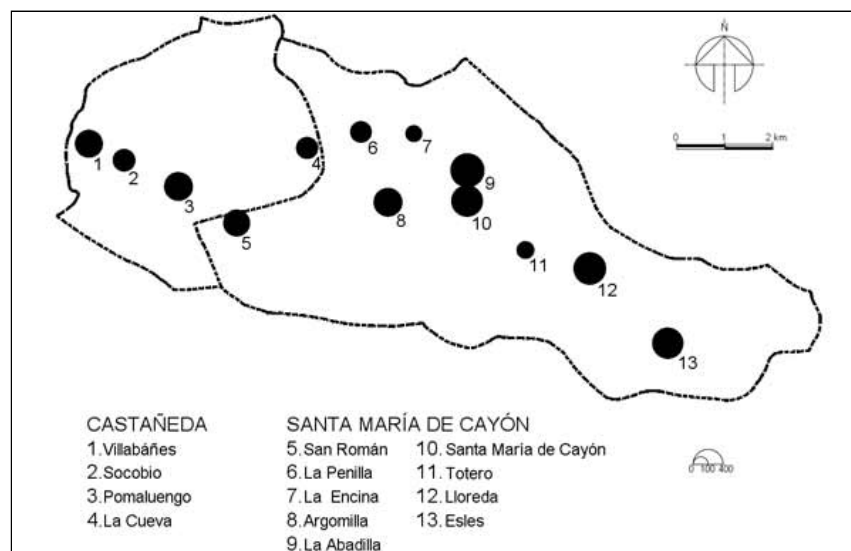 N
0 1 2 km
1
2
3
4
5
6
7
8
9
10
11
12
13
CASTAÑEDA
1.Villabáñes
2.Socobio
3.Pomaluengo
4.La Cueva
SANTA MARÍA DE CAYÓN
5.San Román
6.La Penilla
7.La Encina
8.Argomilla
9.La Abadilla
10.Santa María de Cayón
11.Totero
12.Lloreda
13.Esles
0 100 400